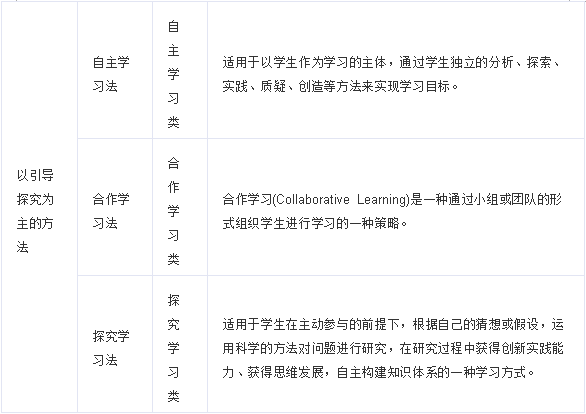 以引导
探究为
主的方
法
自主学
习法
自
主
学
习
类
适用于以学生作为学习的主体，通过学生独立的分析、探索、
实践、质疑、创造等方法来实现学习目标。
合作学
习法
合
作
学
习
类
合作学习(Collaborative Learning)是一种通过小组或团队的形
式组织学生进行学习的一种策略。
探究学
习法
探
究
学
习
类
适用于学生在主动参与的前提下，根据自己的猜想或假设，运
用科学的方法对问题进行研究，在研究过程中获得创新实践能
力、获得思维发展，自主构建知识体系的一种学习方式。